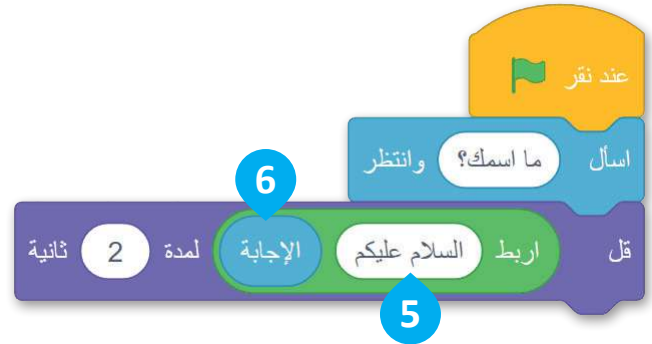 عند نقر
اسأل ما اسمك؟ وانتظر
6
قل اربط السلام عليكم الإجابة لمدة 2 ثانية
5